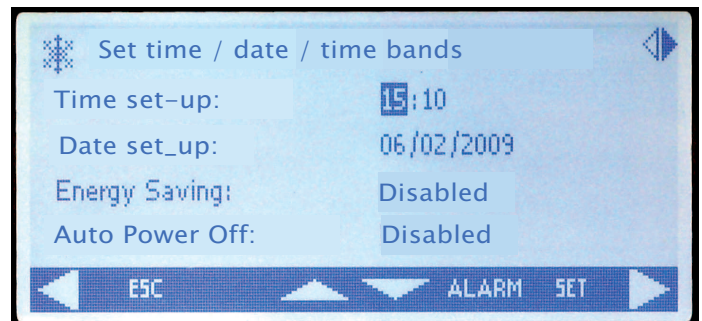 Set time / date / time bands
Time set-up: 15:10
Date set_up: 06/02/2009
Energy Saving: Disabled
Auto Power Off: Disabled
ESC ALARM SET